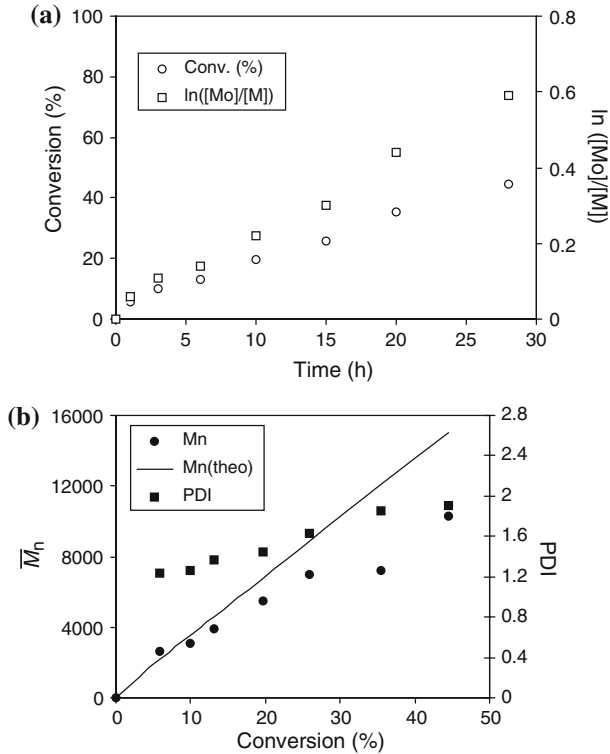 (a)
100
80
60
40
20
0
Conversion (%)
Conv. (%)
ln([Mo]/[M])
0.8
0.6
0.4
0.2
0
ln ([Mo]/[M])
0 5 10 15 20 25 30
Time (h)
(b)
16000
12000
8000
4000
0
M̅n
Mn
Mn(theo)
PDI
2.8
2.4
2
1.6
1.2
0.8
0.4
0
PDI
0 10 20 30 40 50
Conversion (%)